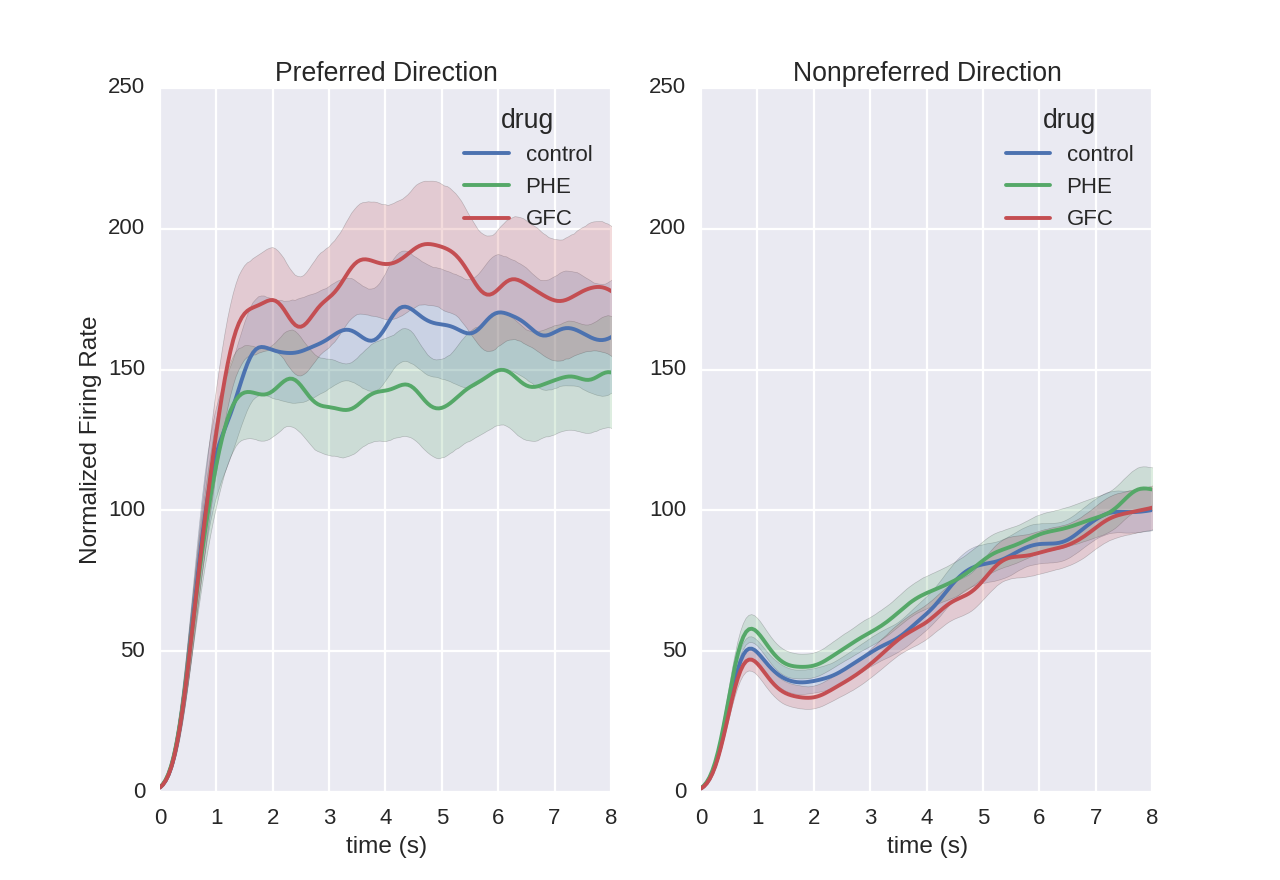 Preferred Direction
250
200
150
100
50
0
Normalized Firing Rate
drug
control
PHE
GFC
0 1 2 3 4 5 6 7 8
time (s)
Nonpreferred Direction
250
200
150
100
50
0
drug
control
PHE
GFC
0 1 2 3 4 5 6 7 8
time (s)